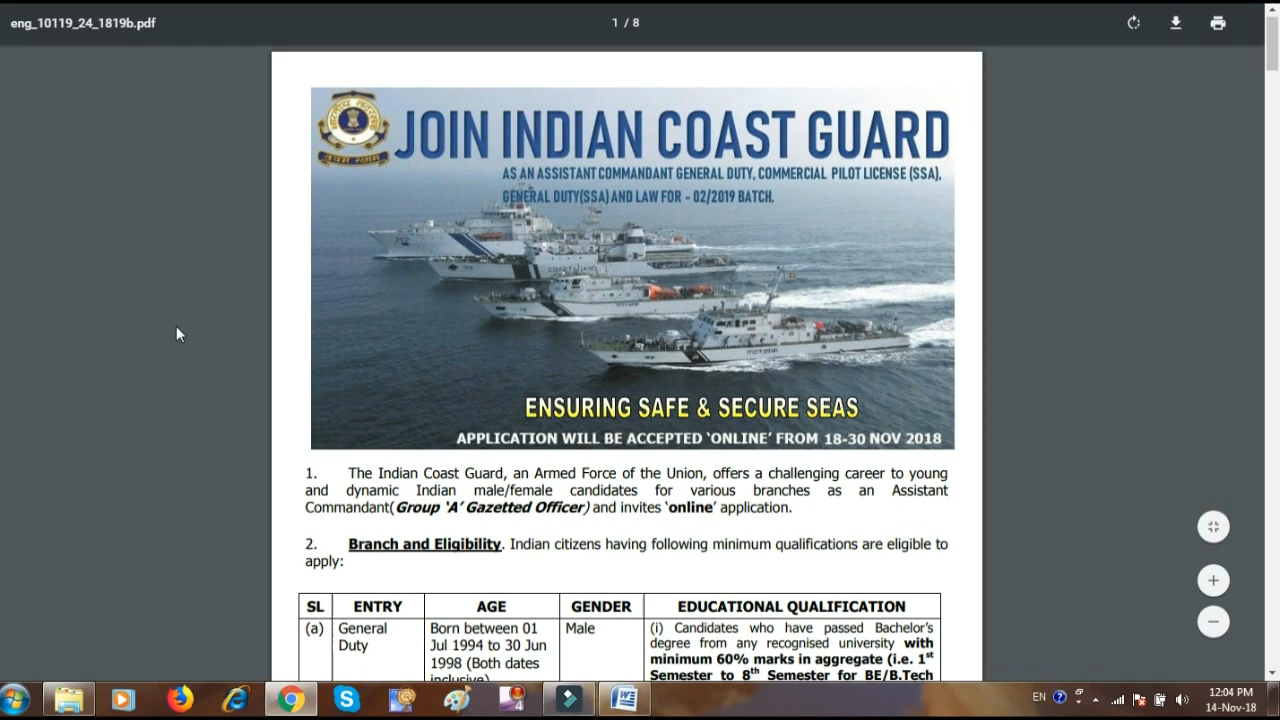 eng_10119_24_1819b.pdf
1 / 8
JOIN INDIAN COAST GUARD
AS AN ASSISTANT COMMANDANT GENERAL DUTY, COMMERCIAL PILOT LICENSE (SSA),
GENERAL DUTY(SSA) AND LAW FOR - 02/2019 BATCH.
ENSURING SAFE & SECURE SEAS
APPLICATION WILL BE ACCEPTED ‘ONLINE’ FROM 18-30 NOV 2018
1. The Indian Coast Guard, an Armed Force of the Union, offers a challenging career to young
and dynamic Indian male/female candidates for various branches as an Assistant
Commandant(Group ‘A’ Gazetted Officer) and invites ‘online’ application.
2. Branch and Eligibility. Indian citizens having following minimum qualifications are eligible to
apply:
SL ENTRY AGE GENDER EDUCATIONAL QUALIFICATION
(a) General Born between 01 Male (i) Candidates who have passed Bachelor’s
Duty Jul 1994 to 30 Jun degree from any recognised university with
1998 (Both dates minimum 60% marks in aggregate (i.e. 1st
inclusive) Semester to 8th Semester for BE/B.Tech
EN
12:04 PM
14-Nov-18